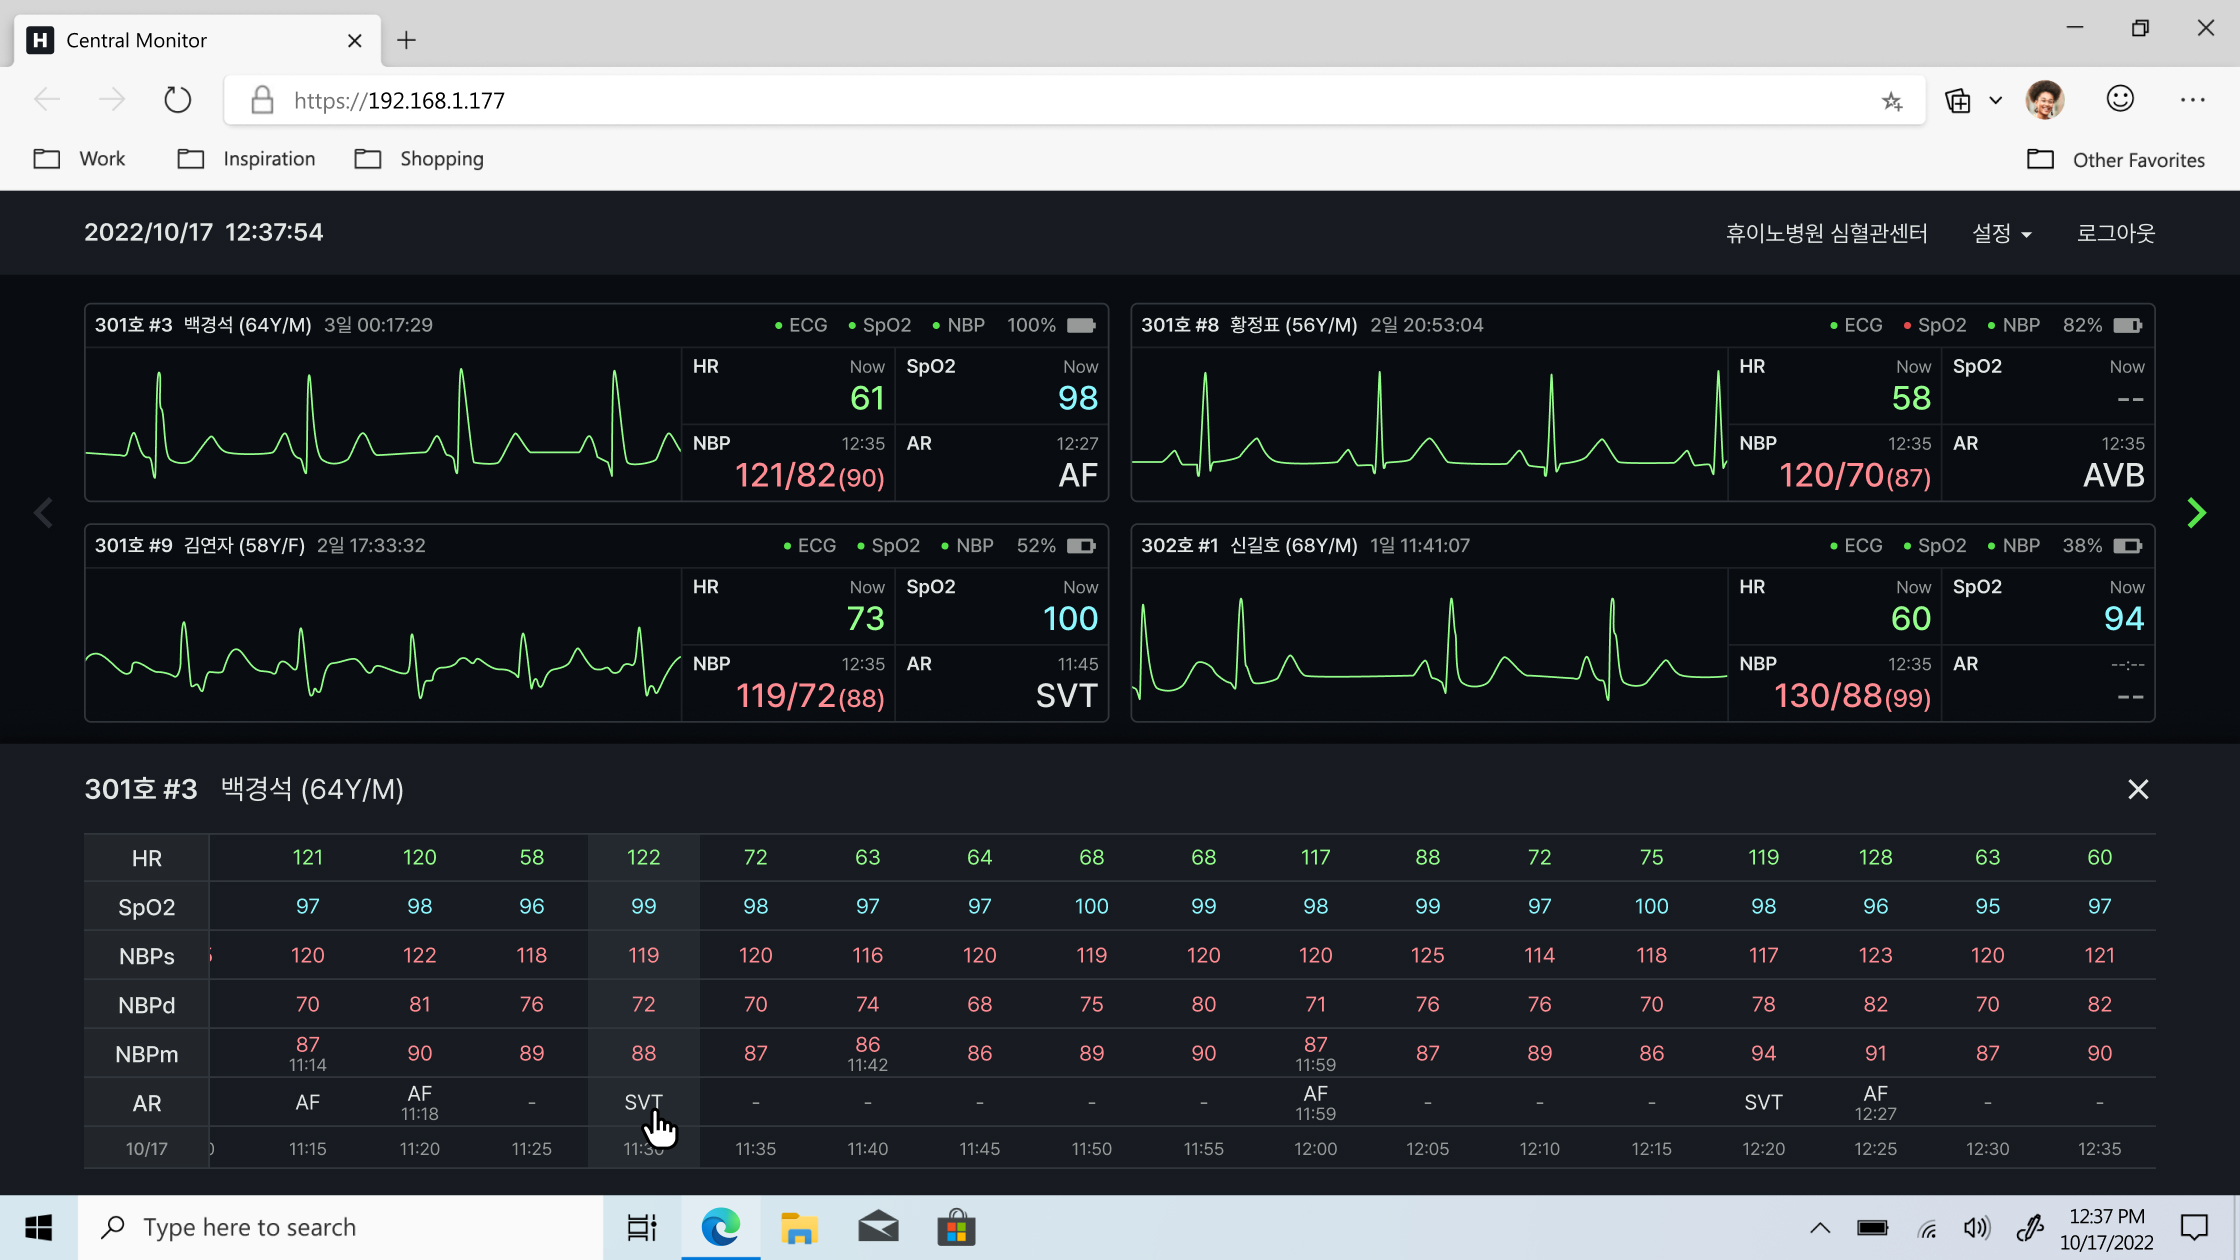 H Central Monitor
https://192.168.1.177
Work Inspiration Shopping Other Favorites
2022/10/17 12:37:54 휴이노병원 심혈관센터 설정 로그아웃
301호 #3 백경석 (64Y/M) 3일 00:17:29 ECG SpO2 NBP 100%
HR Now 61 SpO2 Now 98
NBP 12:35 121/82(90) AR 12:27 AF
301호 #8 황정표 (56Y/M) 2일 20:53:04 ECG SpO2 NBP 82%
HR Now 58 SpO2 Now --
NBP 12:35 120/70(87) AR 12:35 AVB
301호 #9 김연자 (58Y/F) 2일 17:33:32 ECG SpO2 NBP 52%
HR Now 73 SpO2 Now 100
NBP 12:35 119/72(88) AR 11:45 SVT
302호 #1 신길호 (68Y/M) 1일 11:41:07 ECG SpO2 NBP 38%
HR Now 60 SpO2 Now 94
NBP 12:35 130/88(99) AR --:-- --
301호 #3 백경석 (64Y/M)
HR 121 120 58 122 72 63 64 68 68 117 88 72 75 119 128 63 60
SpO2 97 98 96 99 98 97 97 100 99 98 99 97 100 98 96 95 97
NBPs 120 122 118 119 120 116 120 119 120 120 125 114 118 117 123 120 121
NBPd 70 81 76 72 70 74 68 75 80 71 76 76 70 78 82 70 82
NBPm 87 90 89 88 87 86 86 89 90 87 87 89 86 94 91 87 90
11:14 11:42 11:59
AR AF AF - SVT - - - - - AF - - - SVT AF - -
11:18 11:59 12:27
10/17 11:15 11:20 11:25 11:30 11:35 11:40 11:45 11:50 11:55 12:00 12:05 12:10 12:15 12:20 12:25 12:30 12:35
Type here to search
12:37 PM
10/17/2022